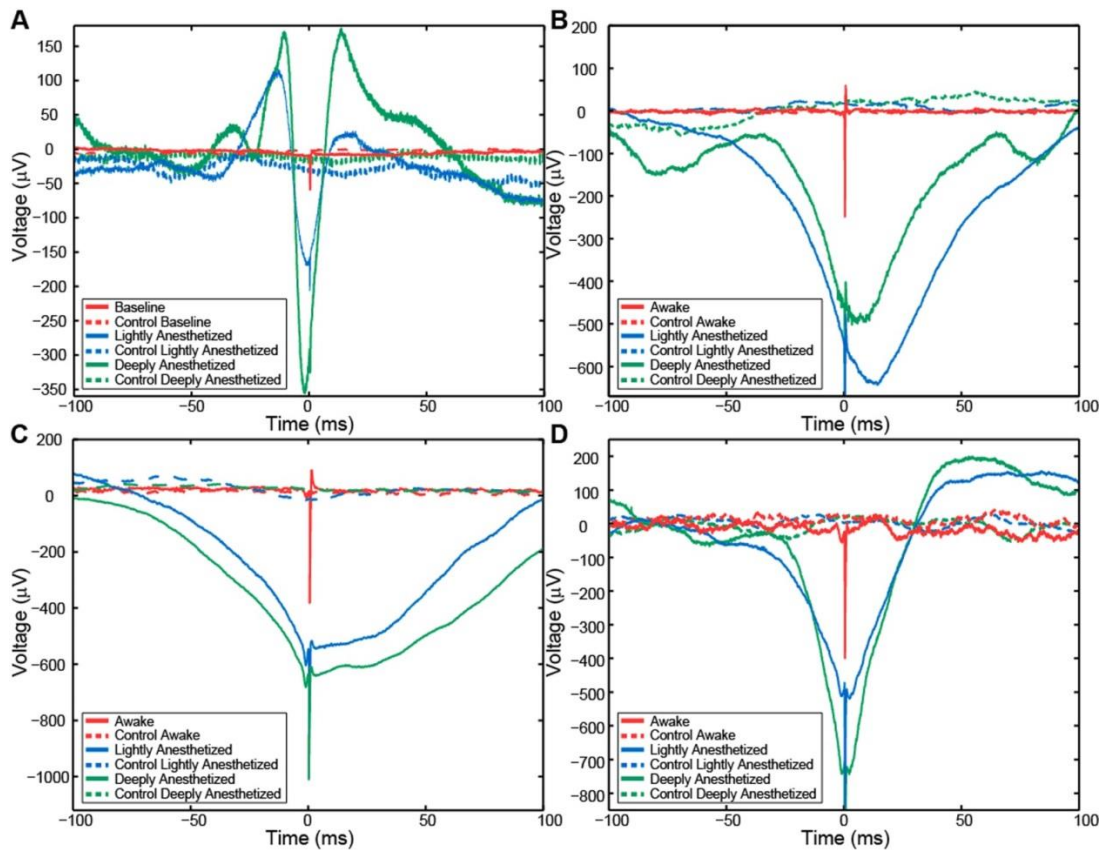 A
150
100
50
0
−50
−100
−150
−200
−250
−300
−350
Voltage (µV)
Baseline
Control Baseline
Lightly Anesthetized
Control Lightly Anesthetized
Deeply Anesthetized
Control Deeply Anesthetized
−100
−50
0
50
100
Time (ms)
B
200
100
0
−100
−200
−300
−400
−500
−600
Voltage (µV)
Awake
Control Awake
Lightly Anesthetized
Control Lightly Anesthetized
Deeply Anesthetized
Control Deeply Anesthetized
−100
−50
0
50
100
Time (ms)
C
200
0
−200
−400
−600
−800
−1000
Voltage (µV)
Awake
Control Awake
Lightly Anesthetized
Control Lightly Anesthetized
Deeply Anesthetized
Control Deeply Anesthetized
−100
−50
0
50
100
Time (ms)
D
200
100
0
−100
−200
−300
−400
−500
−600
−700
−800
Voltage (µV)
Awake
Control Awake
Lightly Anesthetized
Control Lightly Anesthetized
Deeply Anesthetized
Control Deeply Anesthetized
−100
−50
0
50
100
Time (ms)